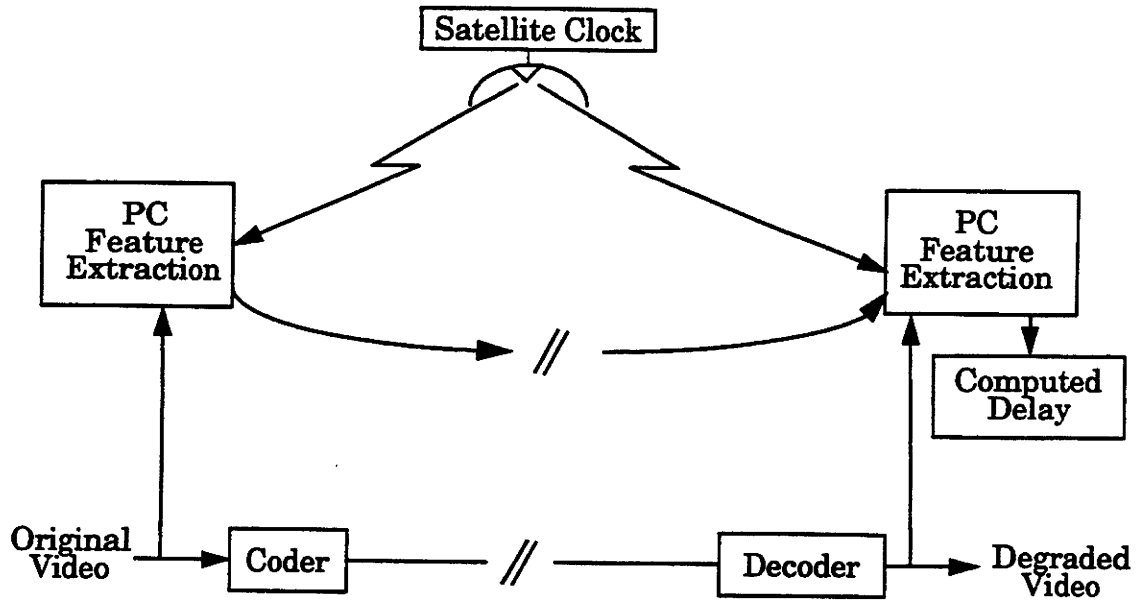 Satellite Clock
PC
Feature
Extraction
PC
Feature
Extraction
Computed
Delay
Original
Video
Coder
Decoder
Degraded
Video